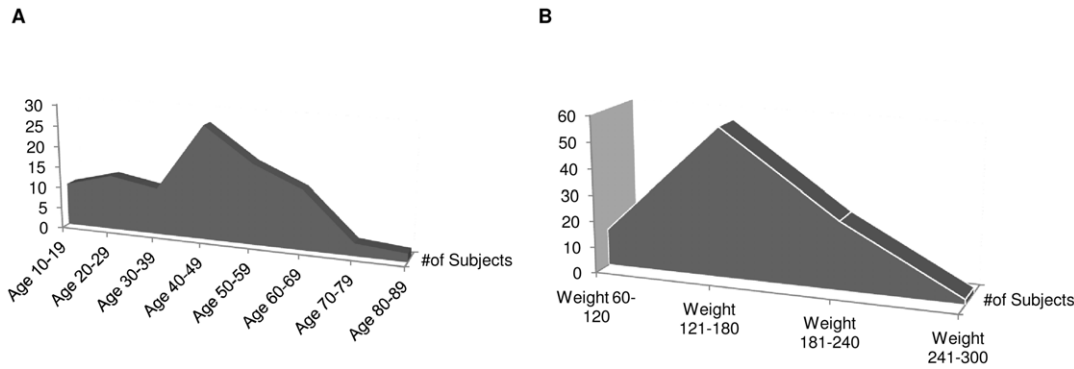 A
30
25
20
15
10
5
0
Age 10-19
Age 20-29
Age 30-39
Age 40-49
Age 50-59
Age 60-69
Age 70-79
Age 80-89
#of Subjects
B
60
50
40
30
20
10
0
Weight 60-
120
Weight
121-180
Weight
181-240
Weight
241-300
#of Subjects